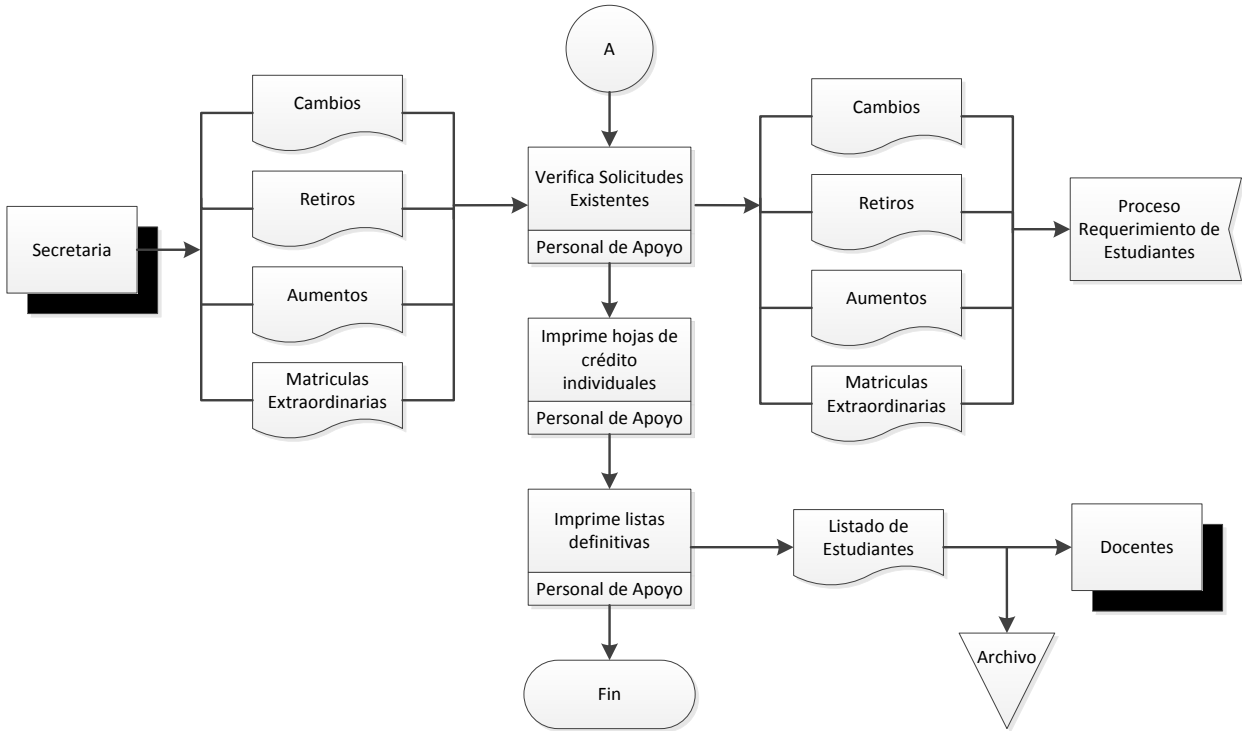 A
Secretaria
Cambios
Retiros
Aumentos
Matriculas
Extraordinarias
Verifica Solicitudes
Existentes
Personal de Apoyo
Cambios
Retiros
Aumentos
Matriculas
Extraordinarias
Proceso
Requerimiento de
Estudiantes
Imprime hojas de
crédito
individuales
Personal de Apoyo
Imprime listas
definitivas
Personal de Apoyo
Listado de
Estudiantes
Docentes
Archivo
Fin